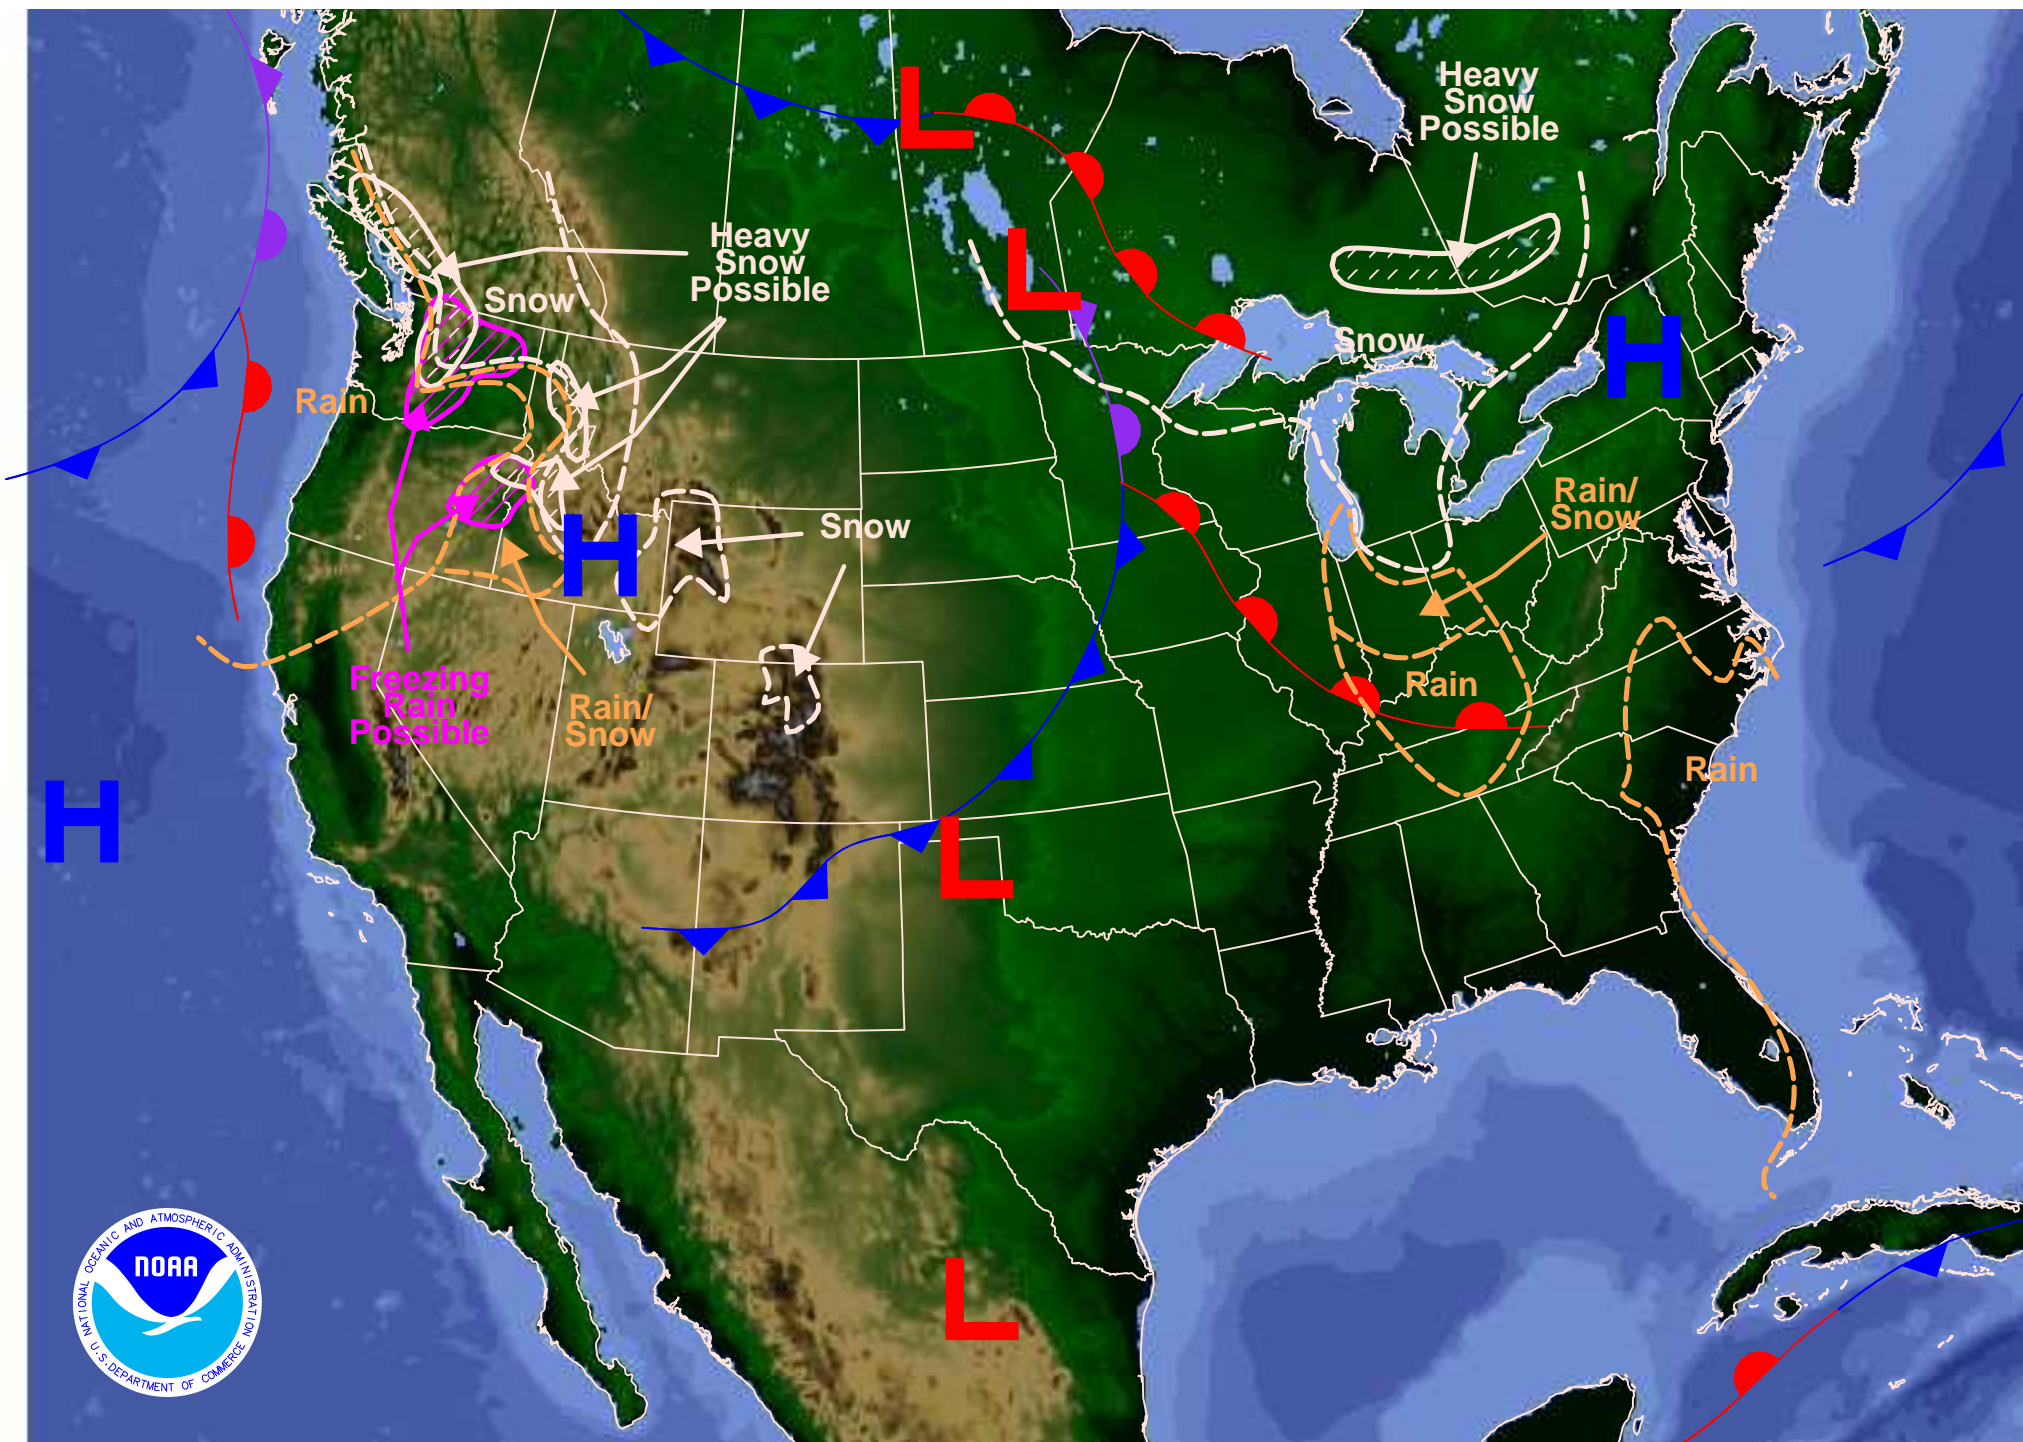 Heavy
Snow
Possible
L
Heavy
Snow
Possible
L
Snow
Snow
H
Rain
Rain/
Snow
Snow
H
Freezing
Rain
Possible
Rain/
Snow
Rain
Rain
H
L
L
NATIONAL OCEANIC AND ATMOSPHERIC ADMINISTRATION
NOAA
U.S. DEPARTMENT OF COMMERCE